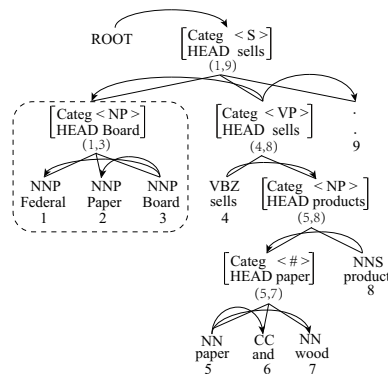 ROOT
Categ < S >
HEAD sells
(1,9)
Categ < NP >
HEAD Board
(1,3)
Categ < VP >
HEAD sells
(4,8)
.
.
9
NNP NNP NNP
Federal Paper Board
1 2 3
VBZ
sells
4
Categ < NP >
HEAD products
(5,8)
Categ < # >
HEAD paper
(5,7)
NNS
product
8
NN CC NN
paper and wood
5 6 7